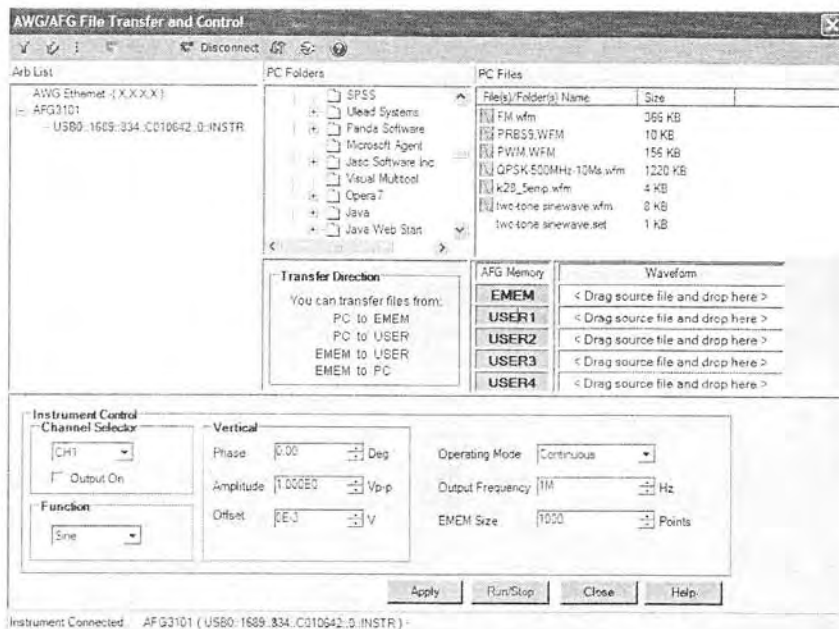 AWG/AFG File Transfer and Control
Disconnect
Arb List
AWG Ethernet -( X.X.X.X )
AFG3101
USB0::1689::834::C010642::0::INSTR
PC Folders
SPSS
Ulead Systems
Panda Software
Microsoft Agent
Jasc Software Inc
Visual Multitool
Opera7
Java
Java Web Start
PC Files
File(s)/Folder(s) Name Size
FM.wfm 366 KB
PRBS9.WFM 10 KB
PWM.WFM 156 KB
QPSK-500MHz-10Ms.wfm 1220 KB
k28_5emp.wfm 4 KB
two-tone sinewave.wfm 8 KB
two-tone sinewave.set 1 KB
Transfer Direction
You can transfer files from:
PC to EMEM
PC to USER
EMEM to USER
EMEM to PC
AFG Memory Waveform
EMEM < Drag source file and drop here >
USER1 < Drag source file and drop here >
USER2 < Drag source file and drop here >
USER3 < Drag source file and drop here >
USER4 < Drag source file and drop here >
Instrument Control
Channel Selector
CH1
Output On
Function
Sine
Vertical
Phase 0.00 Deg
Amplitude 1.000E0 Vp-p
Offset 0E-3 V
Operating Mode Continuous
Output Frequency 1M Hz
EMEM Size 1000 Points
Apply Run/Stop Close Help
Instrument Connected: AFG3101 ( USB0::1689::834::C010642::0::INSTR ) -